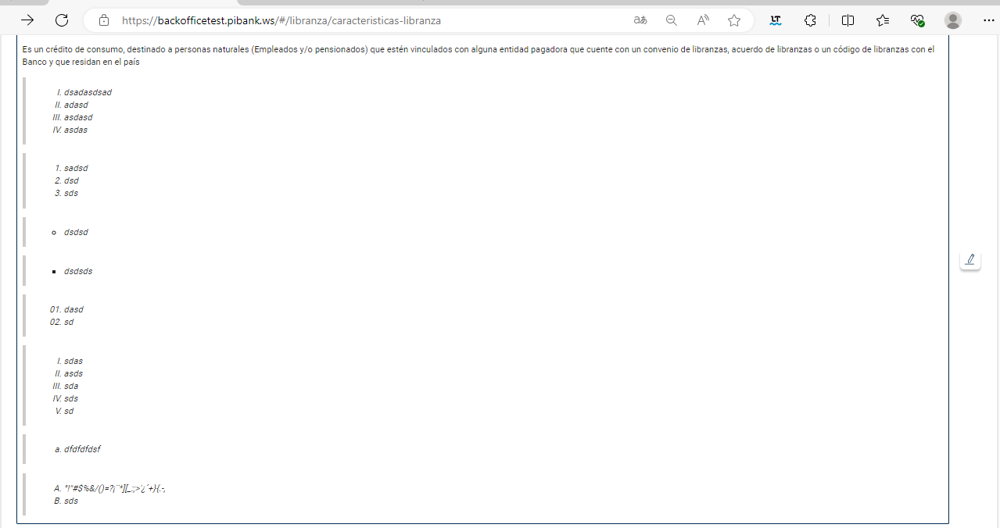 https://backofficetest.pibank.ws/#/libranza/caracteristicas-libranza
Es un crédito de consumo, destinado a personas naturales (Empleados y/o pensionados) que estén vinculados con alguna entidad pagadora que cuente con un convenio de libranzas, acuerdo de libranzas o un código de libranzas con el
Banco y que residan en el país
I. dsadasdsad
II. adasd
III. asdasd
IV. asdas
1. sadsd
2. dsd
3. sds
dsdsd
dsdsds
01. dasd
02. sd
I. sdas
II. asds
III. sda
IV. sds
V. sd
a. dfdfdfdsf
A. °!"#$%&/()=?¡¨*][_:;>¨¿´+}{.-,
B. sds